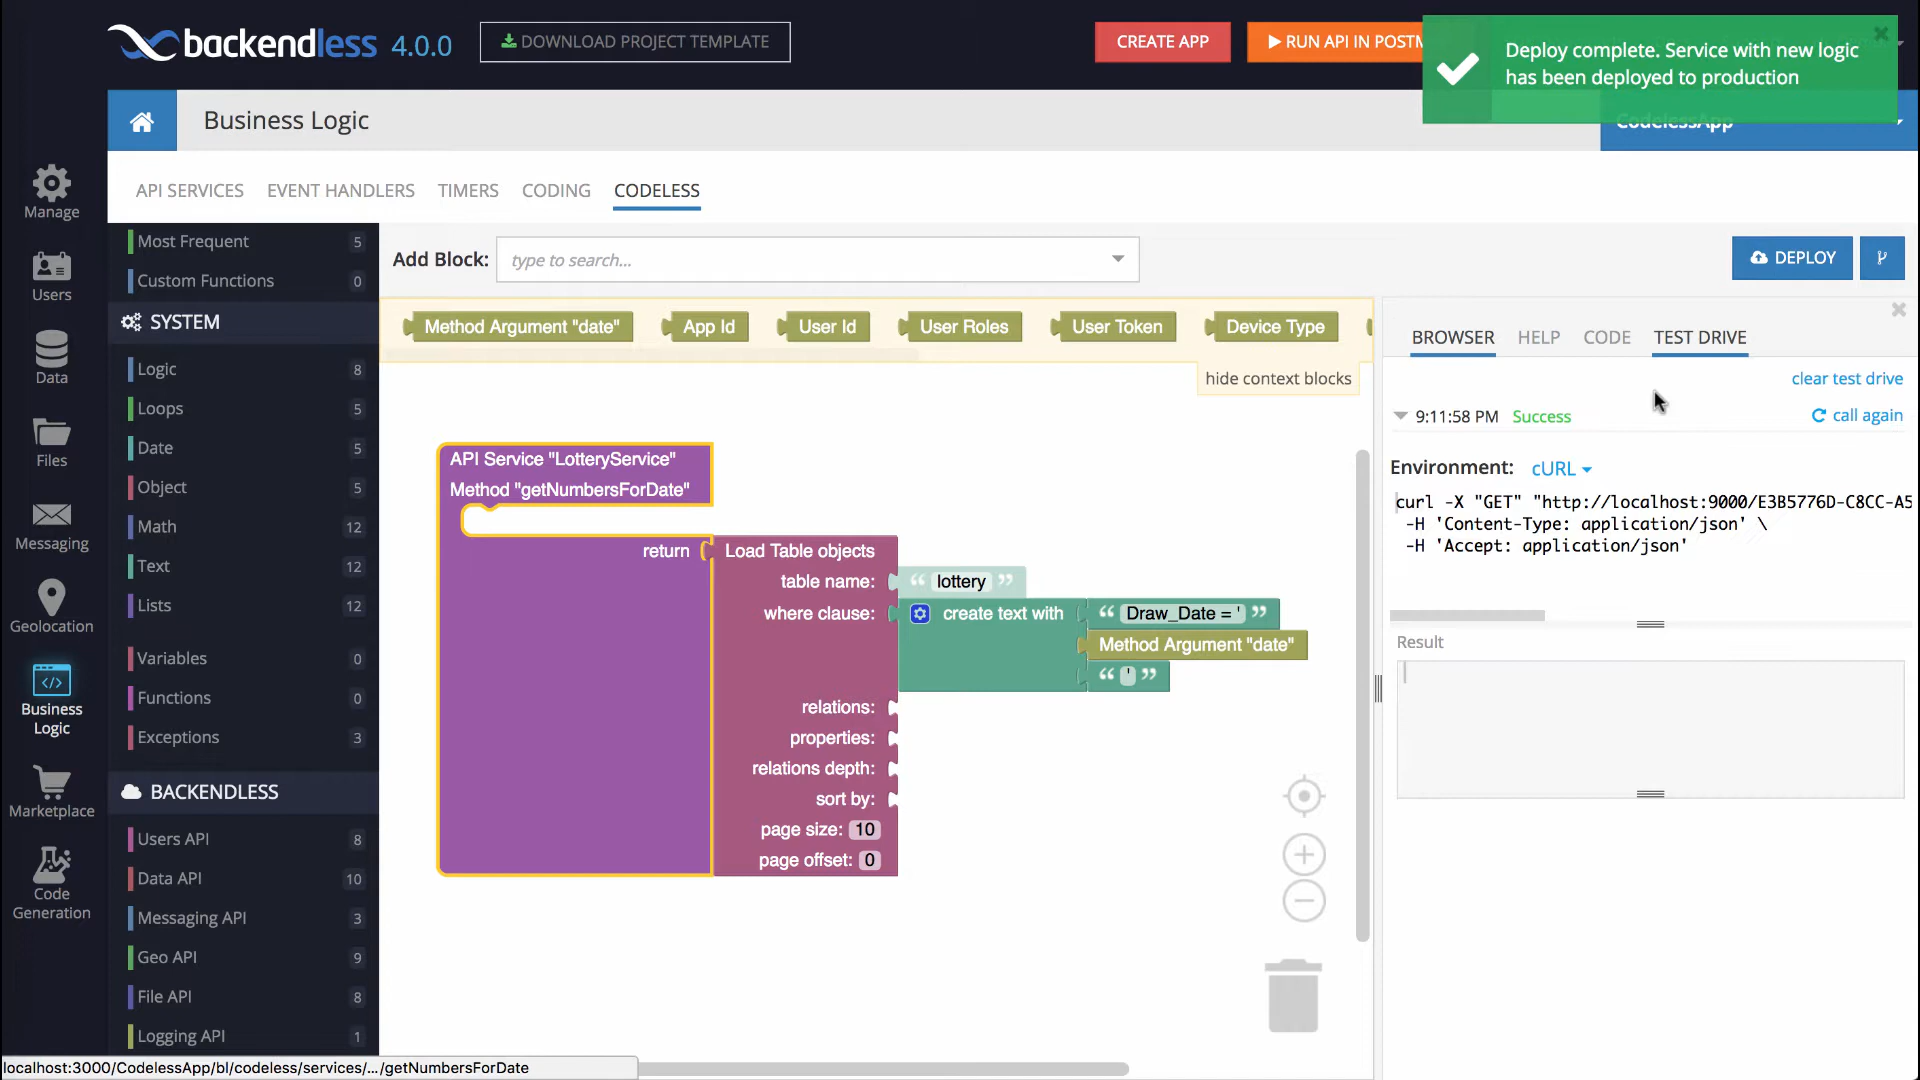 backendless 4.0.0
DOWNLOAD PROJECT TEMPLATE
CREATE APP
RUN API IN POSTM
Deploy complete. Service with new logic
has been deployed to production
Business Logic
CodelessApp
API SERVICES
EVENT HANDLERS
TIMERS
CODING
CODELESS
Manage
Users
Data
Files
Messaging
Geolocation
Business
Logic
Marketplace
Code
Generation
Most Frequent 5
Custom Functions 0
SYSTEM
Logic 8
Loops 5
Date 5
Object 5
Math 12
Text 12
Lists 12
Variables 0
Functions 0
Exceptions 3
BACKENDLESS
Users API 8
Data API 10
Messaging API 3
Geo API 9
File API 8
Logging API 1
Add Block: type to search...
DEPLOY
Method Argument "date"
App Id
User Id
User Roles
User Token
Device Type
hide context blocks
API Service "LotteryService"
Method "getNumbersForDate"
return
Load Table objects
table name: “ lottery ”
where clause: create text with “ Draw_Date = ' ”
Method Argument "date"
“ ' ”
relations:
properties:
relations depth:
sort by:
page size: 10
page offset: 0
BROWSER
HELP
CODE
TEST DRIVE
clear test drive
9:11:58 PM Success
call again
Environment: cURL
curl -X "GET" "http://localhost:9000/E3B5776D-C8CC-A5
-H 'Content-Type: application/json' \
-H 'Accept: application/json'
Result
localhost:3000/CodelessApp/bl/codeless/services/.../getNumbersForDate